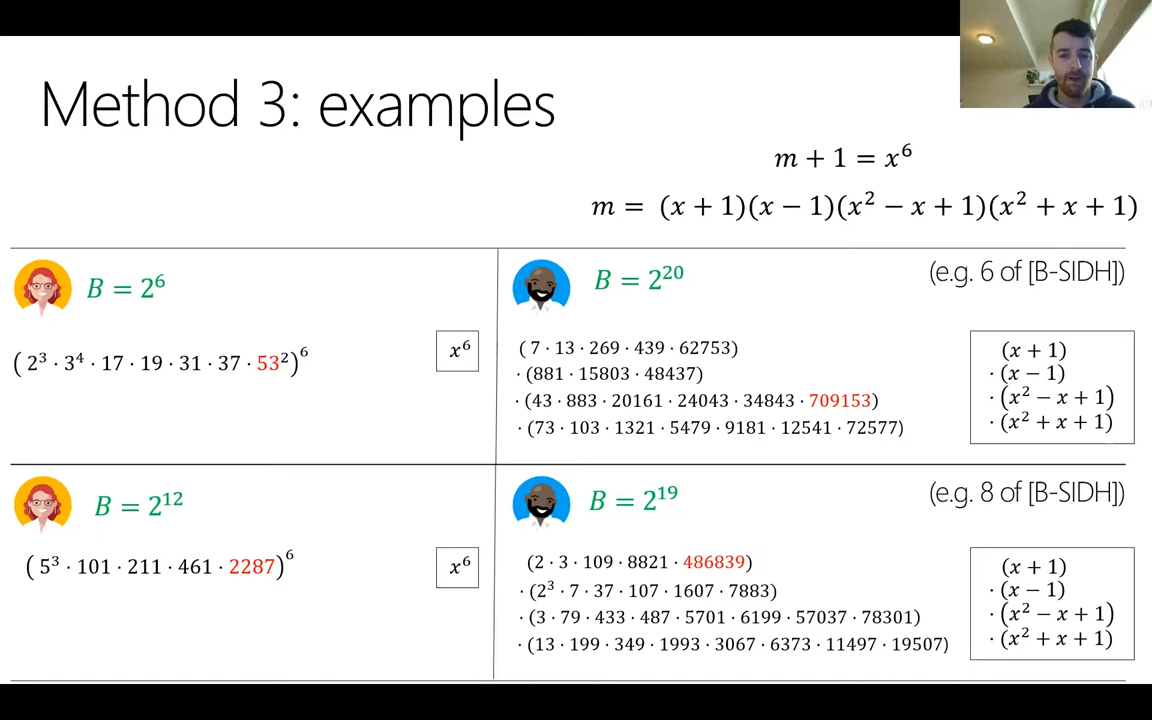 Method 3: examples
𝑚 + 1 = 𝑥⁶
𝑚 = (𝑥 + 1)(𝑥 − 1)(𝑥² − 𝑥 + 1)(𝑥² + 𝑥 + 1)
𝐵 = 2⁶
(2³ · 3⁴ · 17 · 19 · 31 · 37 · 53²)⁶
𝑥⁶
𝐵 = 2²⁰
(e.g. 6 of [B-SIDH])
(7 · 13 · 269 · 439 · 62753)
· (881 · 15803 · 48437)
· (43 · 883 · 20161 · 24043 · 34843 · 709153)
· (73 · 103 · 1321 · 5479 · 9181 · 12541 · 72577)
(𝑥 + 1)
· (𝑥 − 1)
· (𝑥² − 𝑥 + 1)
· (𝑥² + 𝑥 + 1)
𝐵 = 2¹²
(5³ · 101 · 211 · 461 · 2287)⁶
𝑥⁶
𝐵 = 2¹⁹
(e.g. 8 of [B-SIDH])
(2 · 3 · 109 · 8821 · 486839)
· (2³ · 7 · 37 · 107 · 1607 · 7883)
· (3 · 79 · 433 · 487 · 5701 · 6199 · 57037 · 78301)
· (13 · 199 · 349 · 1993 · 3067 · 6373 · 11497 · 19507)
(𝑥 + 1)
· (𝑥 − 1)
· (𝑥² − 𝑥 + 1)
· (𝑥² + 𝑥 + 1)